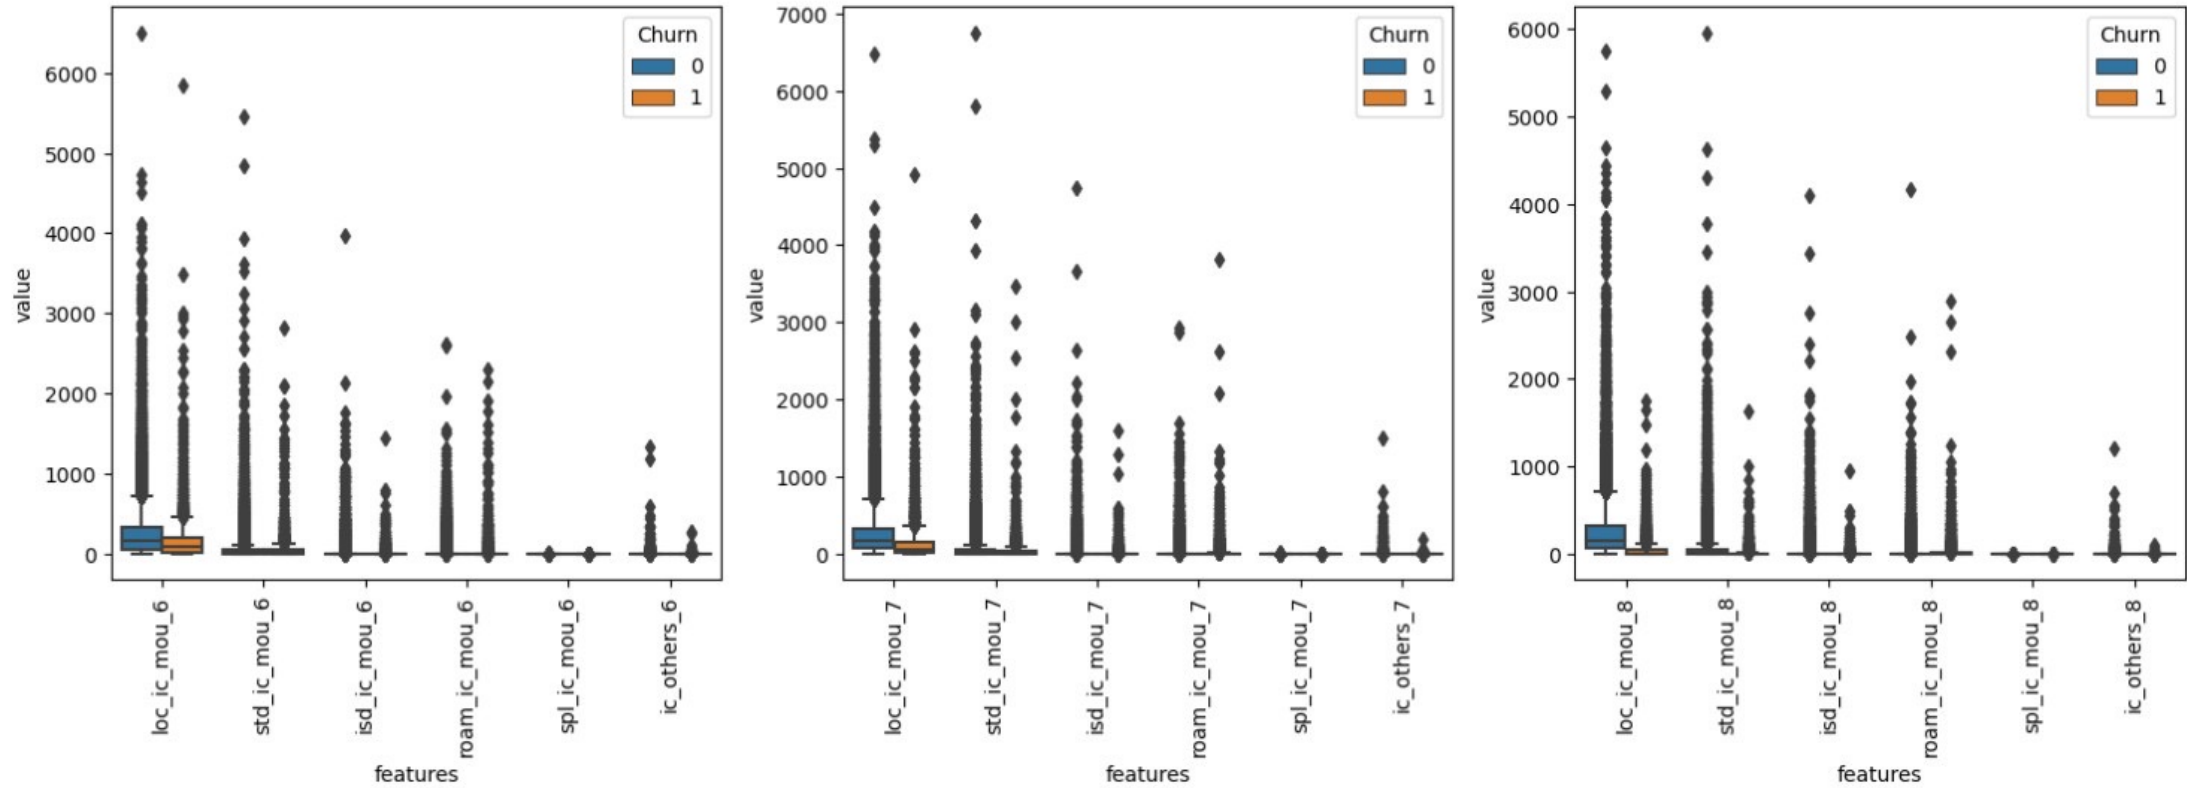 Churn
0
1
6000
5000
4000
3000
2000
1000
0
value
loc_ic_mou_6
std_ic_mou_6
isd_ic_mou_6
roam_ic_mou_6
spl_ic_mou_6
ic_others_6
features
Churn
0
1
7000
6000
5000
4000
3000
2000
1000
0
value
loc_ic_mou_7
std_ic_mou_7
isd_ic_mou_7
roam_ic_mou_7
spl_ic_mou_7
ic_others_7
features
Churn
0
1
6000
5000
4000
3000
2000
1000
0
value
loc_ic_mou_8
std_ic_mou_8
isd_ic_mou_8
roam_ic_mou_8
spl_ic_mou_8
ic_others_8
features